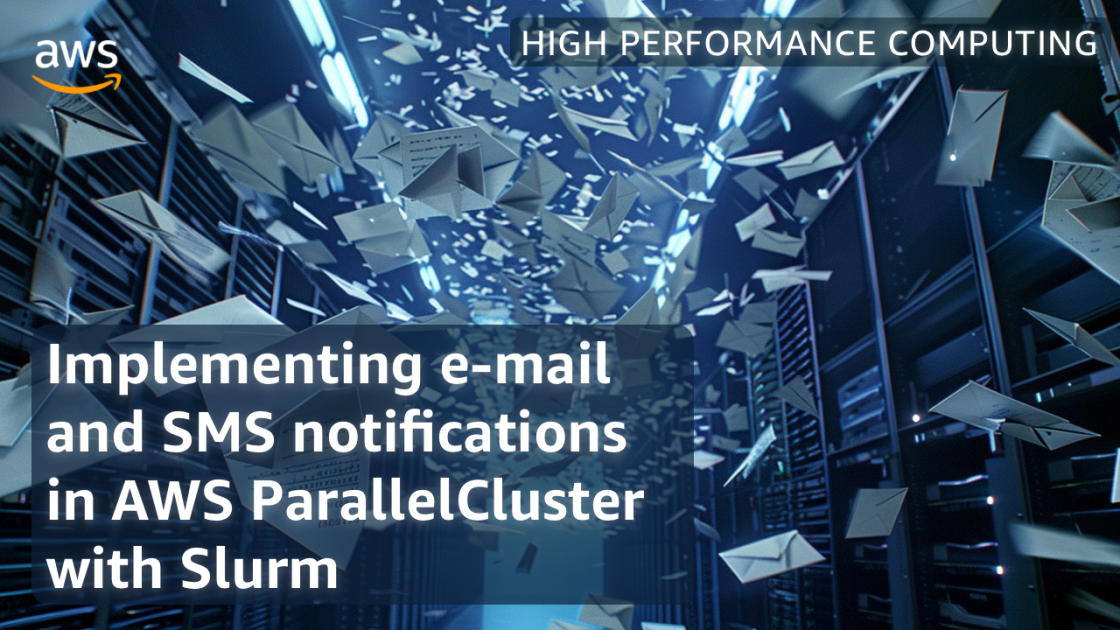 aws
HIGH PERFORMANCE COMPUTING
Implementing e-mail
and SMS notifications
in AWS ParallelCluster
with Slurm